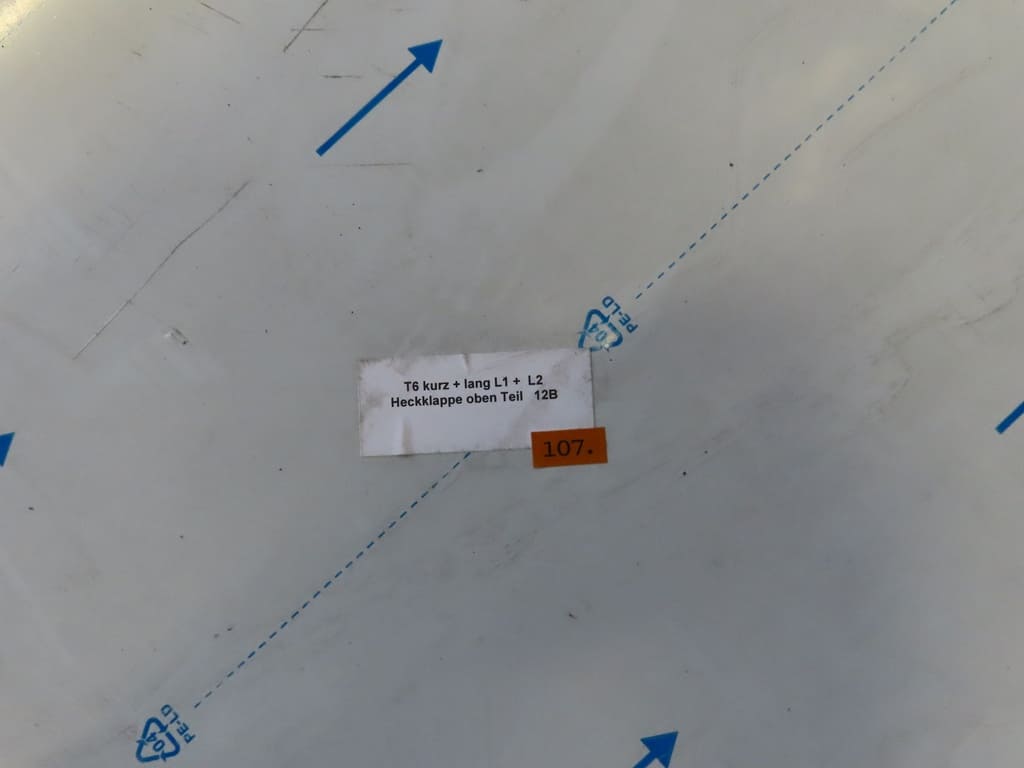 PE-LD
04
T6 kurz + lang L1 + L2
Heckklappe oben Teil 12B
107.
PE-LD
04